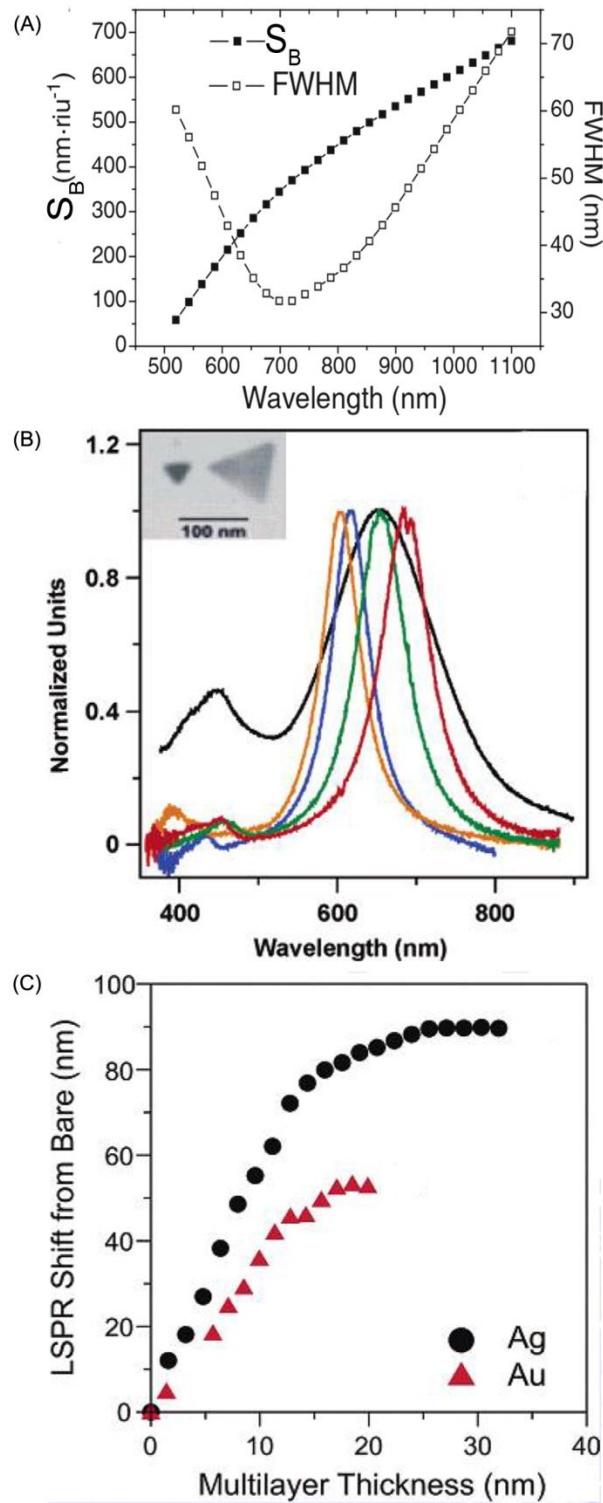 (A)
S_B
FWHM
S_B(nm·riu⁻¹)
700
600
500
400
300
200
100
0
FWHM (nm)
70
60
50
40
30
500 600 700 800 900 1000 1100
Wavelength (nm)
(B)
100 nm
Normalized Units
1.2
0.8
0.4
0
400 600 800
Wavelength (nm)
(C)
LSPR Shift from Bare (nm)
100
80
60
40
20
0
Ag
Au
0 10 20 30 40
Multilayer Thickness (nm)